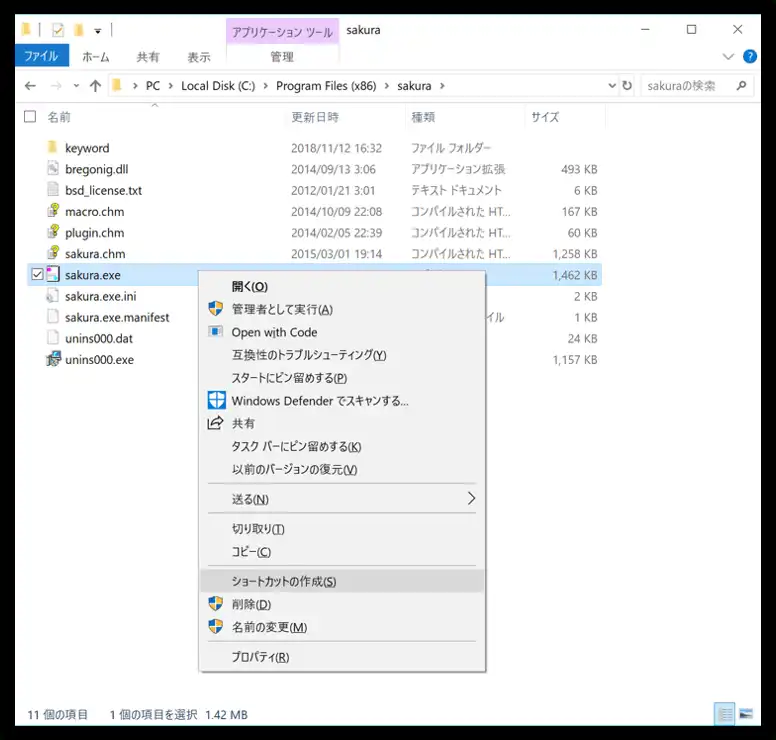 アプリケーション ツール sakura
ファイル ホーム 共有 表示 管理
PC Local Disk (C:) Program Files (x86) sakura sakuraの検索
名前 更新日時 種類 サイズ
keyword 2018/11/12 16:32 ファイル フォルダー
bregonig.dll 2014/09/13 3:06 アプリケーション拡張 493 KB
bsd_license.txt 2012/01/21 3:01 テキスト ドキュメント 6 KB
macro.chm 2014/10/09 22:08 コンパイルされた HT... 167 KB
plugin.chm 2014/02/05 22:39 コンパイルされた HT... 60 KB
sakura.chm 2015/03/01 19:14 コンパイルされた HT... 1,258 KB
sakura.exe 1,462 KB
sakura.exe.ini 2 KB
sakura.exe.manifest イル 1 KB
unins000.dat 24 KB
unins000.exe 1,157 KB
開く(O)
管理者として実行(A)
Open with Code
互換性のトラブルシューティング(Y)
スタートにピン留めする(P)
Windows Defender でスキャンする...
共有
タスク バーにピン留めする(K)
以前のバージョンの復元(V)
送る(N)
切り取り(T)
コピー(C)
ショートカットの作成(S)
削除(D)
名前の変更(M)
プロパティ(R)
11 個の項目 1 個の項目を選択 1.42 MB